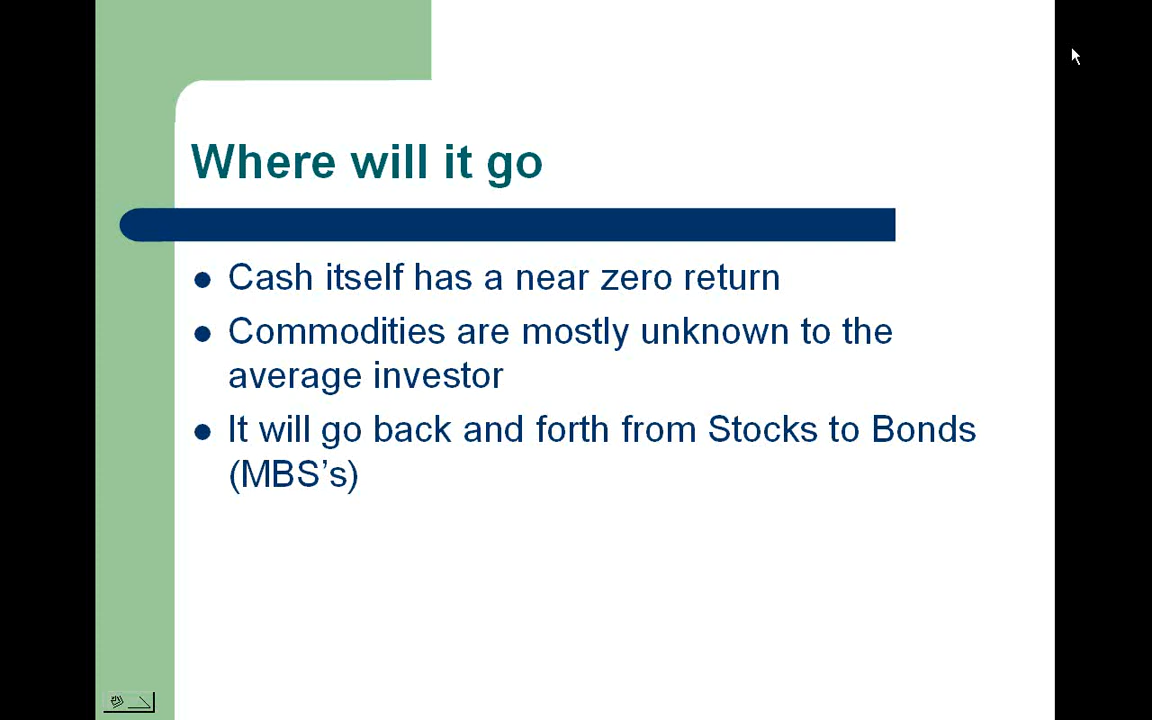 Where will it go
Cash itself has a near zero return
Commodities are mostly unknown to the
average investor
It will go back and forth from Stocks to Bonds
(MBS’s)